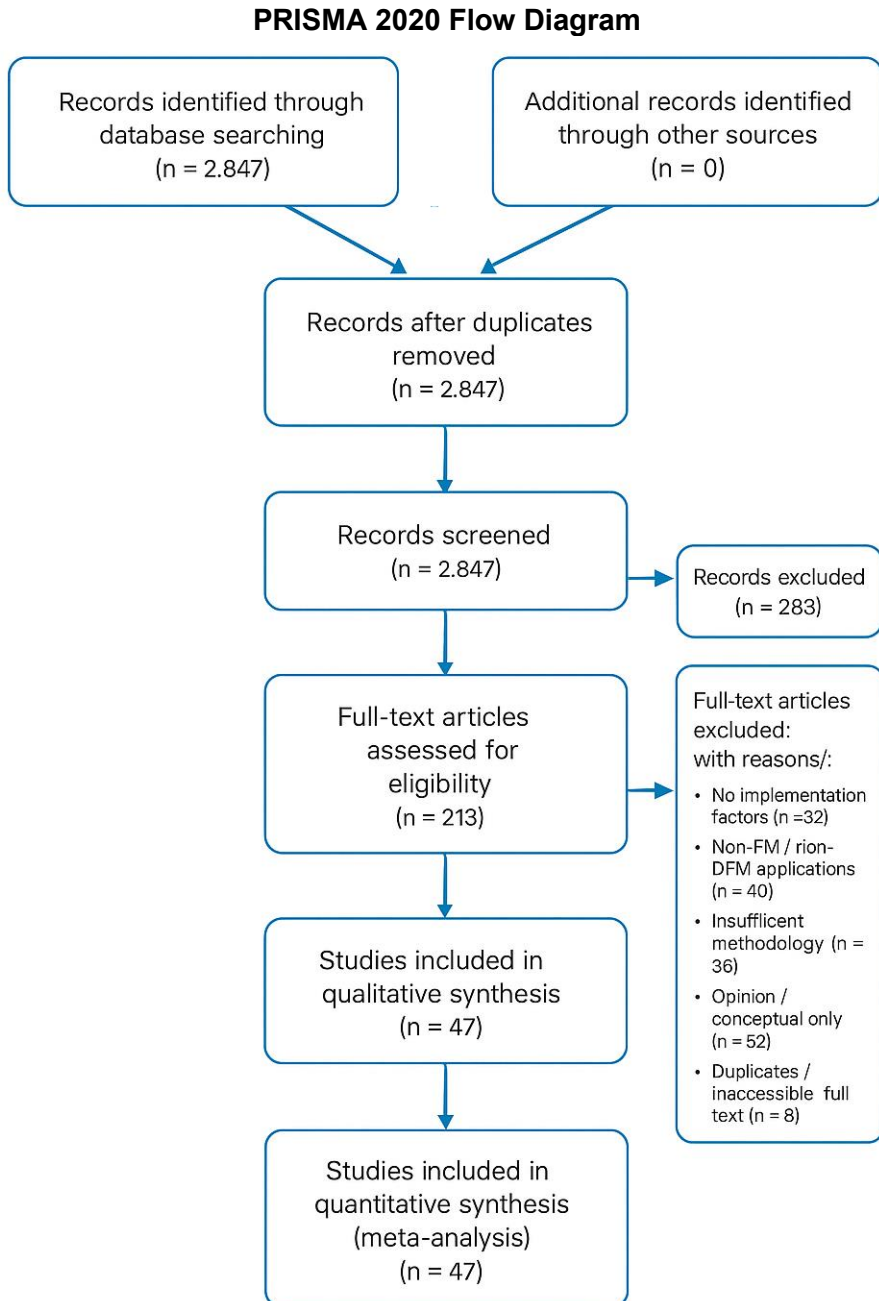 PRISMA 2020 Flow Diagram
Records identified through
database searching
(n = 2.847)
Additional records identified
through other sources
(n = 0)
Records after duplicates
removed
(n = 2.847)
Records screened
(n = 2.847)
Records excluded
(n = 283)
Full-text articles
assessed for
eligibility
(n = 213)
Full-text articles
excluded:
with reasons/:
• No implementation
factors (n =32)
• Non-FM / rion-
DFM applications
(n = 40)
• Insufflicent
methodology (n =
36)
• Opinion /
conceptual only
(n = 52)
• Duplicates /
inaccessible full
text (n = 8)
Studies included in
qualitative synthesis
(n = 47)
Studies included in
quantitative synthesis
(meta-analysis)
(n = 47)